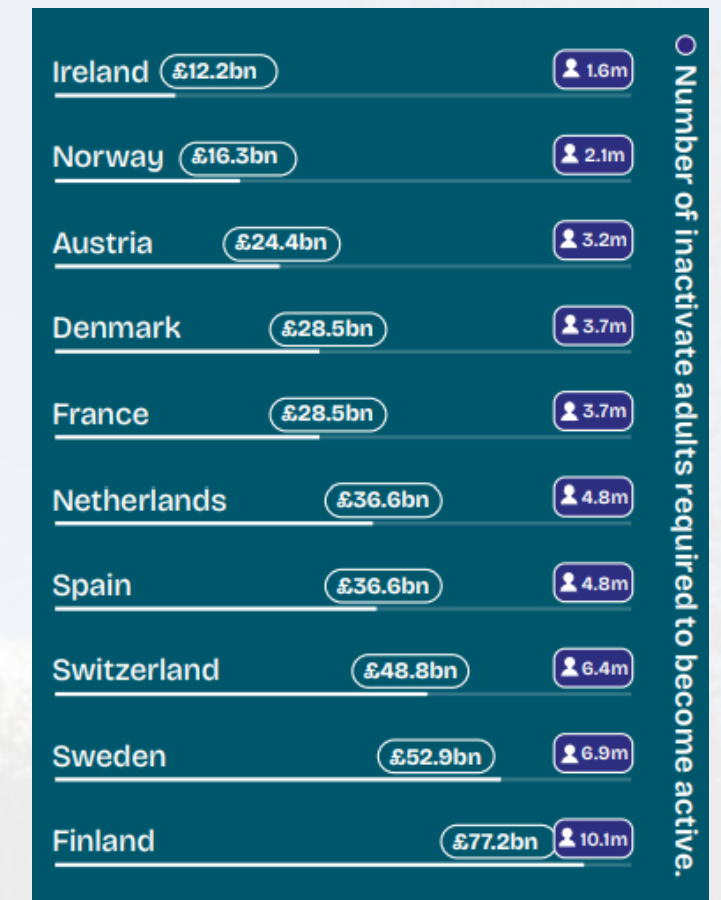 Ireland £12.2bn 1.6m
Norway £16.3bn 2.1m
Austria £24.4bn 3.2m
Denmark £28.5bn 3.7m
France £28.5bn 3.7m
Netherlands £36.6bn 4.8m
Spain £36.6bn 4.8m
Switzerland £48.8bn 6.4m
Sweden £52.9bn 6.9m
Finland £77.2bn 10.1m
Number of inactivate adults required to become active.